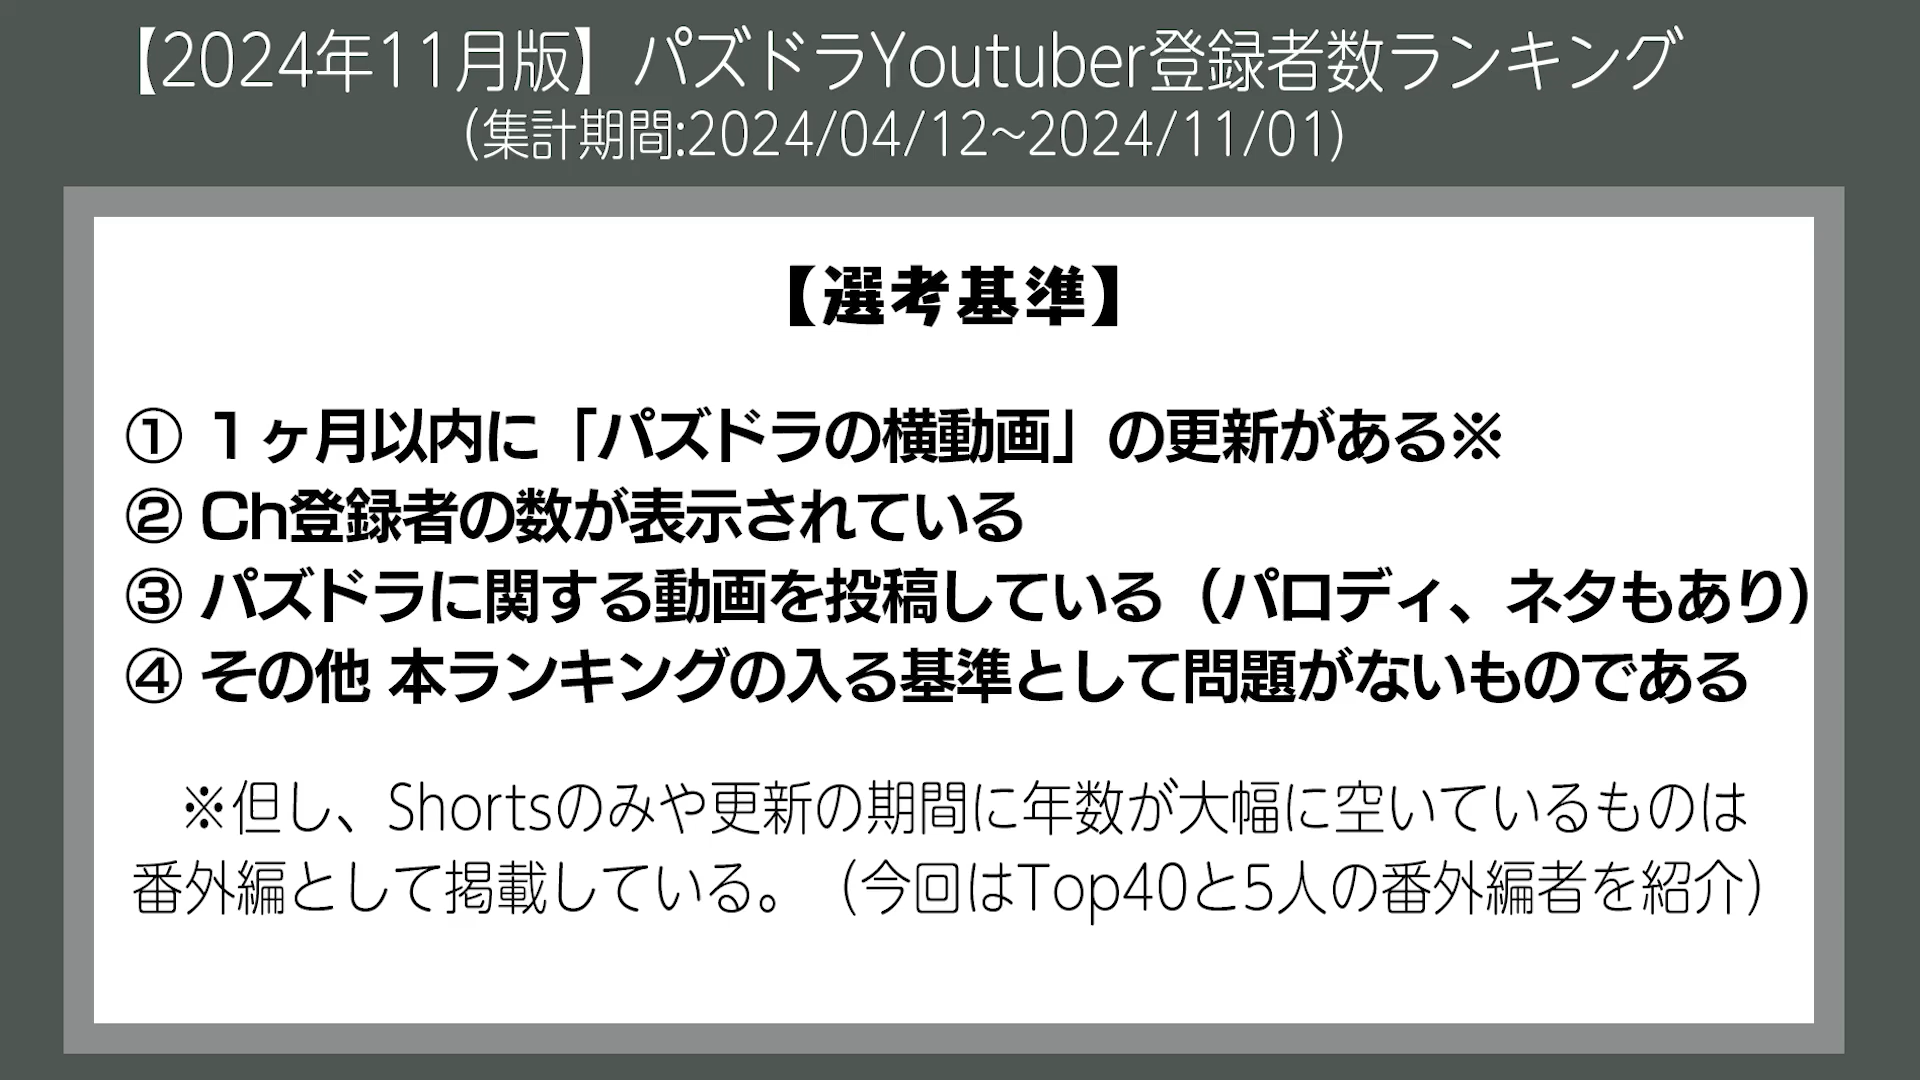 【2024年11月版】パズドラYoutuber登録者数ランキング
(集計期間:2024/04/12~2024/11/01)
【選考基準】
① １ヶ月以内に「パズドラの横動画」の更新がある※
② Ch登録者の数が表示されている
③ パズドラに関する動画を投稿している（パロディ、ネタもあり）
④ その他 本ランキングの入る基準として問題がないものである
※但し、Shortsのみや更新の期間に年数が大幅に空いているものは
番外編として掲載している。（今回はTop40と5人の番外編者を紹介）